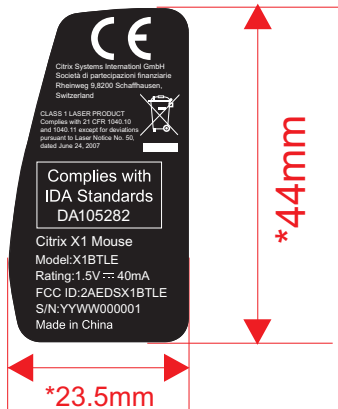 CE
Citrix Systems Internationl GmbH
Società di partecipazioni finanziarie
Rheinweg 9,8200 Schaffhausen,
Switzerland
CLASS 1 LASER PRODUCT
Complies with 21 CFR 1040.10
and 1040.11 except for deviations
pursuant to Laser Notice No. 50,
dated June 24, 2007
Complies with
IDA Standards
DA105282
Citrix X1 Mouse
Model:X1BTLE
Rating:1.5V⎓40mA
FCC ID:2AEDSX1BTLE
S/N:YYWW000001
Made in China
*44mm
*23.5mm